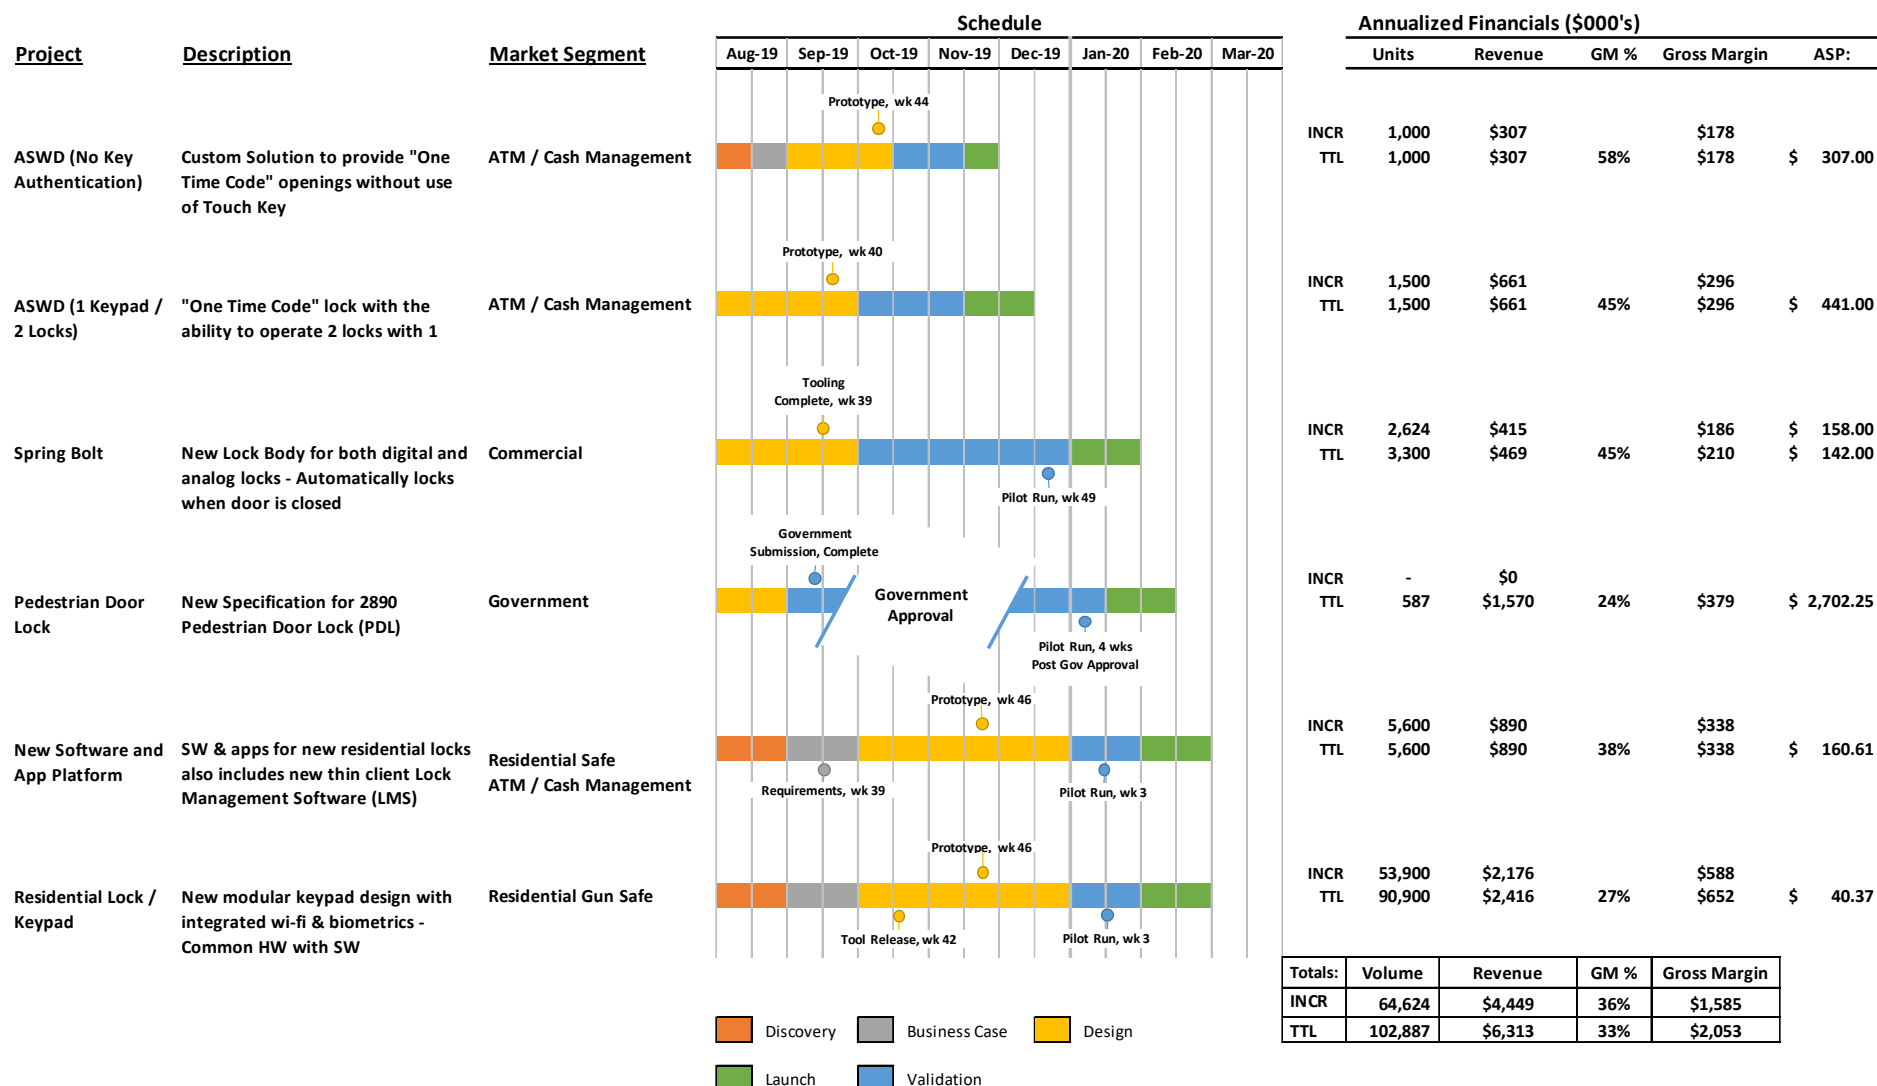 Schedule
Annualized Financials ($000's)
Project Description Market Segment Aug-19 Sep-19 Oct-19 Nov-19 Dec-19 Jan-20 Feb-20 Mar-20 Units Revenue GM % Gross Margin ASP:
Prototype, wk 44
INCR 1,000 $307 $178
ASWD (No Key Custom Solution to provide "One ATM / Cash Management TTL 1,000 $307 58% $178 $ 307.00
Authentication) Time Code" openings without use
of Touch Key
Prototype, wk 40
INCR 1,500 $661 $296
ASWD (1 Keypad / "One Time Code" lock with the ATM / Cash Management TTL 1,500 $661 45% $296 $ 441.00
2 Locks) ability to operate 2 locks with 1
Tooling
Complete, wk 39
INCR 2,624 $415 $186 $ 158.00
Spring Bolt New Lock Body for both digital and Commercial TTL 3,300 $469 45% $210 $ 142.00
analog locks - Automatically locks
when door is closed
Pilot Run, wk 49
Government
Submission, Complete
INCR - $0
Pedestrian Door New Specification for 2890 Government Government TTL 587 $1,570 24% $379 $ 2,702.25
Lock Pedestrian Door Lock (PDL) Approval
Pilot Run, 4 wks
Post Gov Approval
Prototype, wk 46
INCR 5,600 $890 $338
New Software and SW & apps for new residential locks Residential Safe TTL 5,600 $890 38% $338 $ 160.61
App Platform also includes new thin client Lock ATM / Cash Management
Management Software (LMS)
Requirements, wk 39 Pilot Run, wk 3
Prototype, wk 46
INCR 53,900 $2,176 $588
Residential Lock / New modular keypad design with Residential Gun Safe TTL 90,900 $2,416 27% $652 $ 40.37
Keypad integrated wi-fi & biometrics -
Common HW with SW
Tool Release, wk 42 Pilot Run, wk 3
Totals: Volume Revenue GM % Gross Margin
INCR 64,624 $4,449 36% $1,585
TTL 102,887 $6,313 33% $2,053
Discovery Business Case Design
Launch Validation